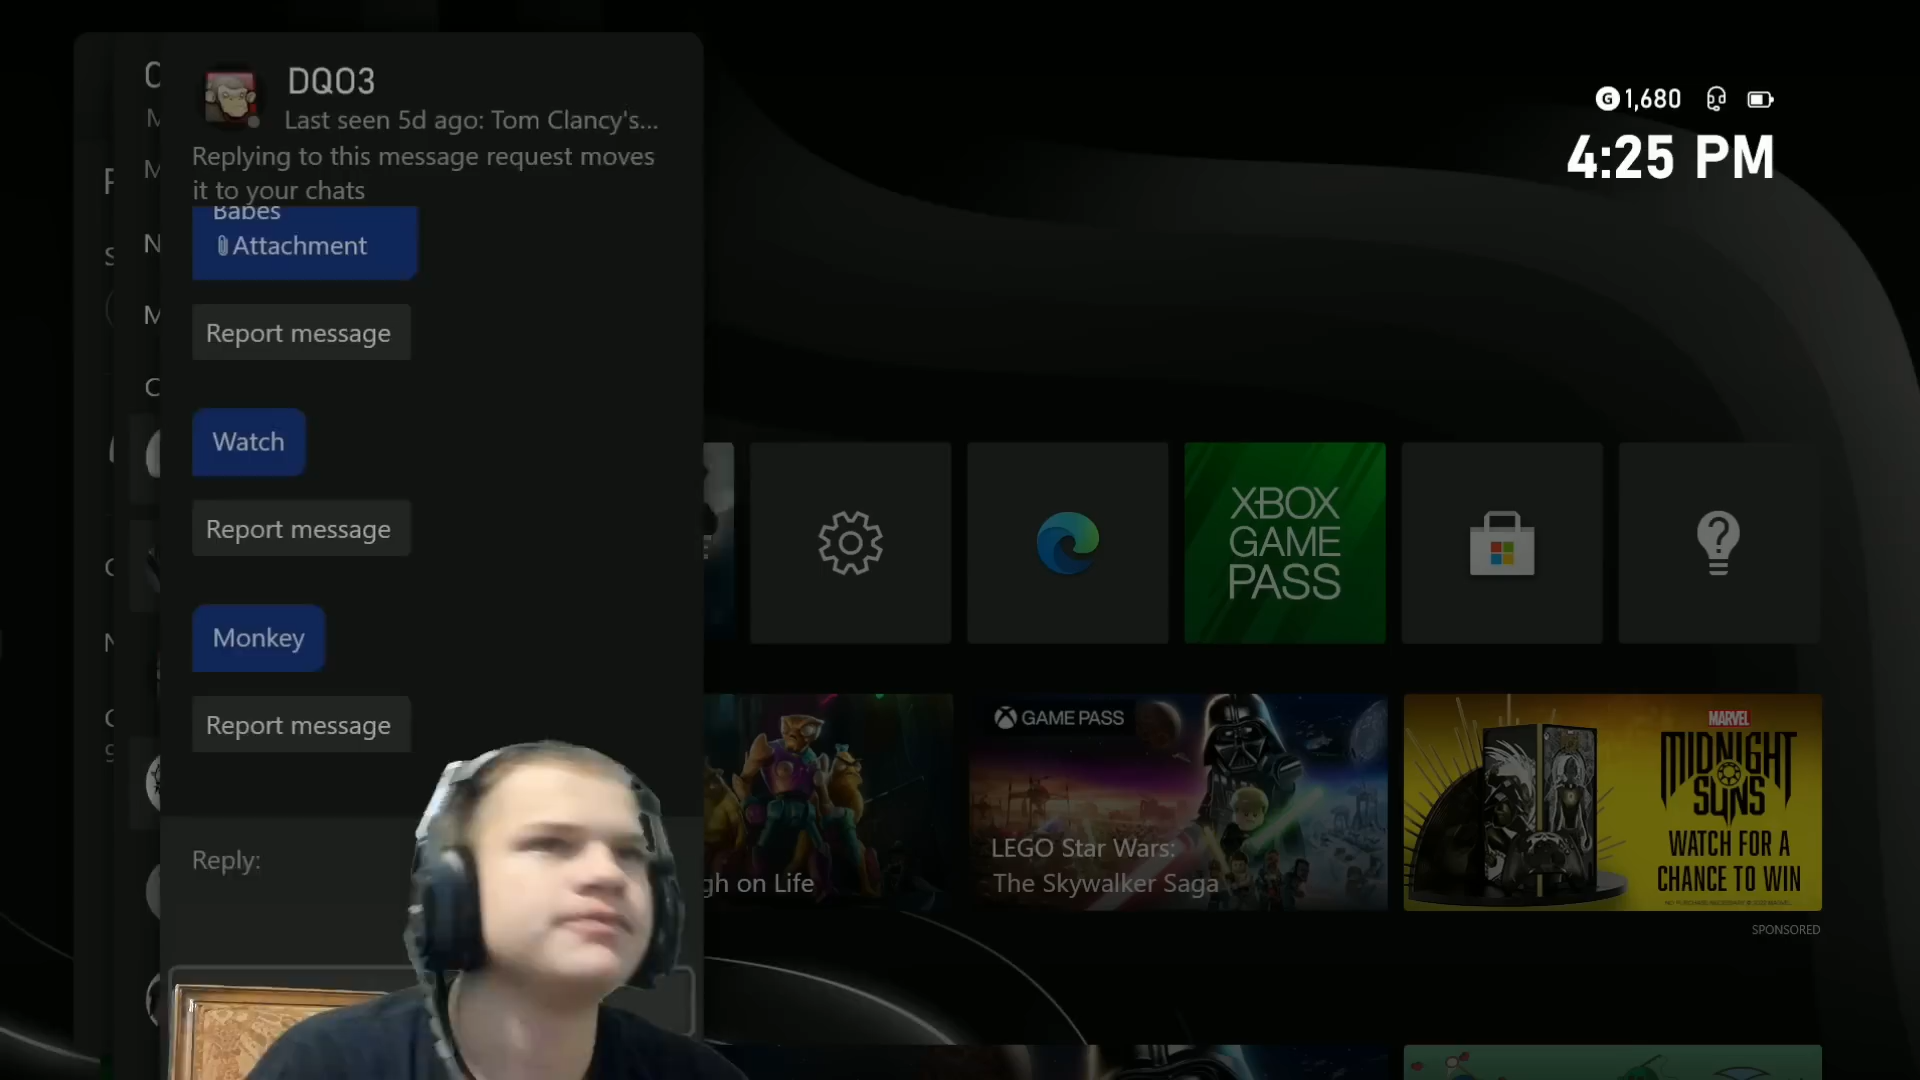 DQO3
Last seen 5d ago: Tom Clancy's...
Replying to this message request moves
it to your chats
Babes
Attachment
Report message
Watch
Report message
Monkey
Report message
Reply:
G 1,680
4:25 PM
XBOX
GAME
PASS
gh on Life
GAME PASS
LEGO Star Wars:
The Skywalker Saga
MARVEL
MIDNIGHT
SUNS
WATCH FOR A
CHANCE TO WIN
SPONSORED